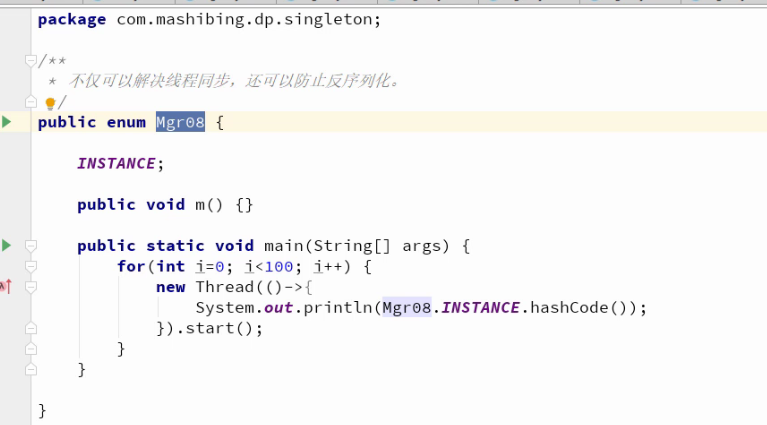 package com.mashibing.dp.singleton;
/**
* 不仅可以解决线程同步，还可以防止反序列化。
*/
public enum Mgr08 {
INSTANCE;
public void m() {}
public static void main(String[] args) {
for(int i=0; i<100; i++) {
new Thread(()->{
System.out.println(Mgr08.INSTANCE.hashCode());
}).start();
}
}
}